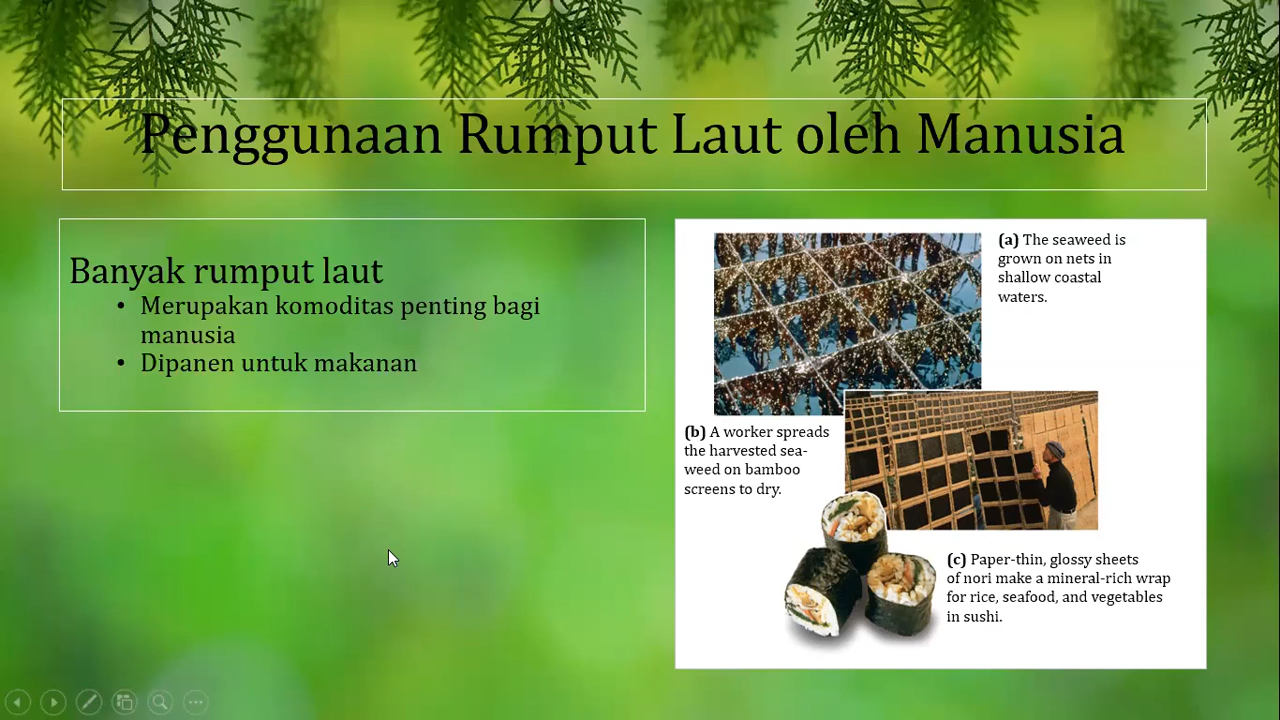 Penggunaan Rumput Laut oleh Manusia
Banyak rumput laut
• Merupakan komoditas penting bagi
manusia
• Dipanen untuk makanan
(a) The seaweed is
grown on nets in
shallow coastal
waters.
(b) A worker spreads
the harvested sea-
weed on bamboo
screens to dry.
(c) Paper-thin, glossy sheets
of nori make a mineral-rich wrap
for rice, seafood, and vegetables
in sushi.